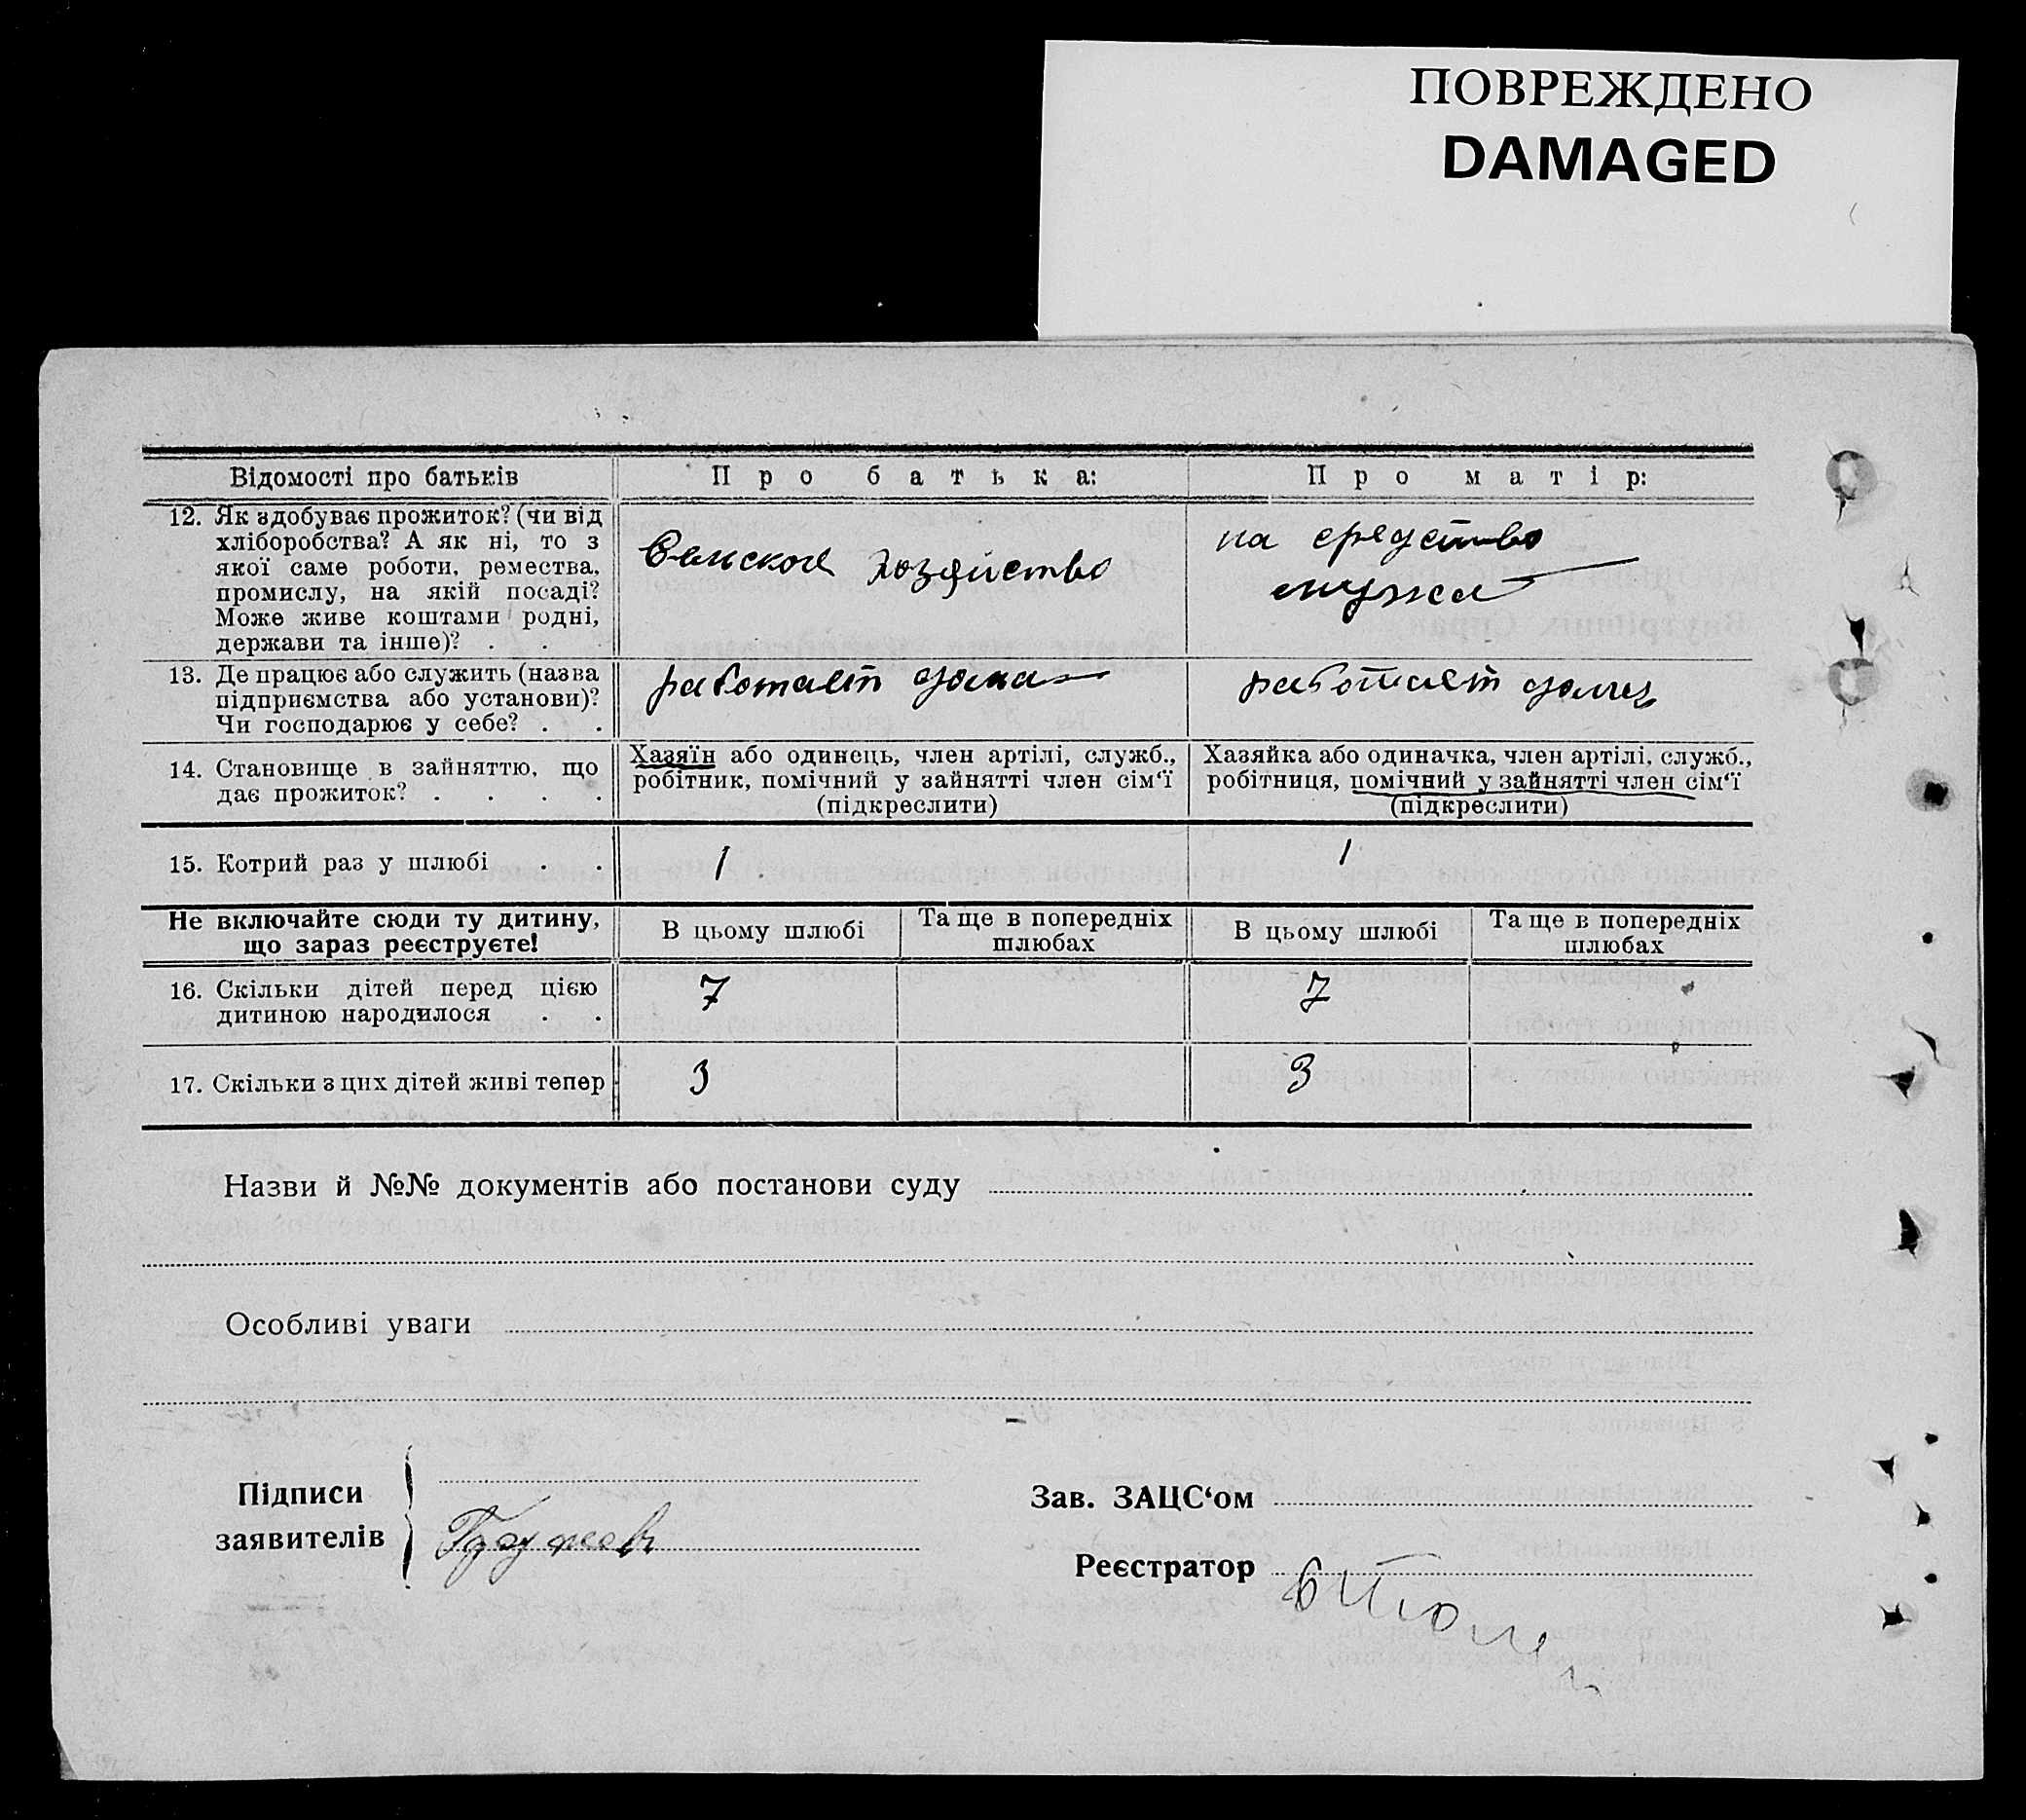 ПОВРЕЖДЕНО
DAMAGED
Відомості про батьків
Про батька:
Про матір:
12. Як здобуває прожиток? (чи від
хліборобства? А як ні, то з
якої саме роботи, ремества,
промислу, на якій посаді?
Може живе коштами родні,
держави та інше)? . .
Селское хозяйство
на средство
мужа
13. Де працює або служить (назва
підприємства або установи)?
Чи господарює у себе? . .
работает дома
работает дома
14. Становище в зайняттю, що
дає прожиток? . . . .
Хазяїн або одинець, член артілі, служб.,
робітник, помічний у зайнятті член сім‘ї
(підкреслити)
Хазяйка або одиначка, член артілі, служб.,
робітниця, помічний у зайнятті член сім‘ї
(підкреслити)
15. Котрий раз у шлюбі . .
1
1
Не включайте сюди ту дитину,
що зараз реєструєте!
В цьому шлюбі
Та ще в попередніх
шлюбах
В цьому шлюбі
Та ще в попередніх
шлюбах
16. Скільки дітей перед цією
дитиною народилося . .
7
7
17. Скільки з цих дітей живі тепер
3
3
Назви й №№ документів або постанови суду
Особливі уваги
Підписи
заявителів
Зав. ЗАЦС‘ом
Реєстратор